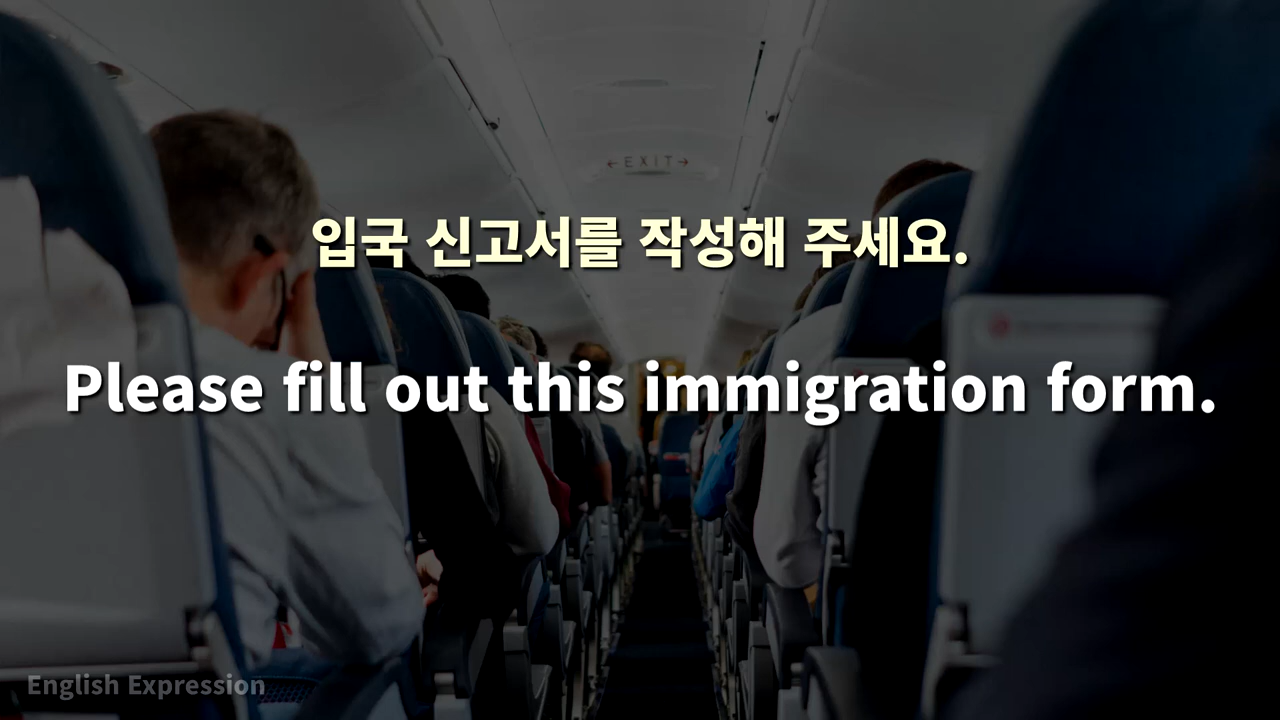 ←EXIT→
입국 신고서를 작성해 주세요.
Please fill out this immigration form.
English Expression